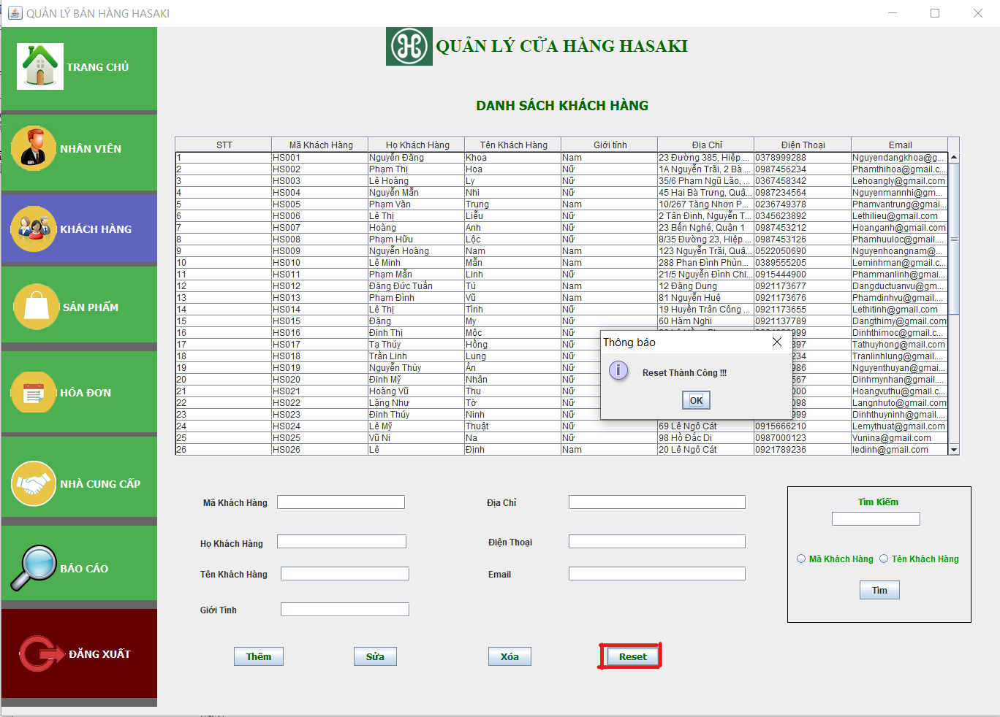 QUẢN LÝ BÁN HÀNG HASAKI
QUẢN LÝ CỬA HÀNG HASAKI
TRANG CHỦ
NHÂN VIÊN
KHÁCH HÀNG
SẢN PHẨM
HÓA ĐƠN
NHÀ CUNG CẤP
BÁO CÁO
ĐĂNG XUẤT
DANH SÁCH KHÁCH HÀNG
STT Mã Khách Hàng Họ Khách Hàng Tên Khách Hàng Giới tính Địa Chỉ Điện Thoại Email
1 HS001 Nguyễn Đăng Khoa Nam 23 Đường 385, Hiệp ... 0378999288 Nguyendangkhoa@g...
2 HS002 Phạm Thị Hoa Nữ 1A Nguyễn Trãi, 2 Bà ... 0987456234 Phamthihoa@gmail.c...
3 HS003 Lê Hoàng Ly Nữ 35/6 Phạm Ngũ Lão, ... 0367458342 Lehoangly@gmail.com
4 HS004 Nguyễn Mẫn Nhi Nữ 45 Hai Bà Trưng, Quậ... 0987234564 Nguyenmannhi@gm...
5 HS005 Phạm Văn Trung Nam 10/267 Tăng Nhơn P... 0236749378 Phamvantrung@gmai...
6 HS006 Lê Thị Liễu Nữ 2 Tân Định, Nguyễn T... 0345623892 Lethilieu@gmail.com
7 HS007 Hoàng Anh Nữ 23 Bến Nghé, Quận 1 0987453212 Hoanganh@gmail.com
8 HS008 Phạm Hữu Lộc Nữ 8/35 Đường 23, Hiệp ... 0987453126 Phamhuuloc@gmail....
9 HS009 Nguyễn Hoàng Nam Nam 123 Nguyễn Trãi, Quậ... 0522050690 Nguyenhoangnam@...
10 HS010 Lê Minh Mẫn Nam 288 Phan Đình Phùn... 0389555205 Leminhman@gmail.c...
11 HS011 Phạm Mẫn Linh Nữ 21/5 Nguyễn Đình Chi... 0915444900 Phammanlinh@gmai...
12 HS012 Đặng Đức Tuấn Tú Nam 12 Đặng Dung 0921173677 Dangductuanvu@gm...
13 HS013 Phạm Đình Vũ Nam 81 Nguyễn Huệ 0921173676 Phamdinhvu@gmail....
14 HS014 Lê Thị Tình Nữ 19 Huyền Trân Công ... 0921173655 Lethitinh@gmail.com
15 HS015 Đặng My Nữ 60 Hàm Nghi 0921137789 Dangthimy@gmail.com
16 HS016 Đinh Thị Mộc Nữ 999 Dinhthimoc@gmail.c...
17 HS017 Tạ Thúy Hồng Nữ 397 Tathuyhong@mail.com
18 HS018 Trần Linh Lung Nữ 234 Tranlinhlung@gmail....
19 HS019 Nguyễn Thùy Ân Nữ 986 Nguyenthuyan@gmai...
20 HS020 Đinh Mỹ Nhân Nữ 567 Dinhmynhan@gmail....
21 HS021 Hoàng Vũ Thu Nữ 000 Hoangvuthu@gmail.c...
22 HS022 Lặng Như Tờ Nữ 098 Langnhuto@gmail.com
23 HS023 Đinh Thúy Ninh Nữ 999 Dinhthuyninh@gmail....
24 HS024 Lê Mỹ Thuật Nữ 69 Lê Ngô Cát 0915666210 Lemythuat@gmail.com
25 HS025 Vũ Ni Na Nữ 98 Hồ Đắc Di 0987000123 Vunina@gmail.com
26 HS026 Lê Định Nam 20 Lê Ngô Cát 0921789236 ledinh@gmail.com
Thông báo
Reset Thành Công !!!
OK
Mã Khách Hàng
Họ Khách Hàng
Tên Khách Hàng
Giới Tính
Địa Chỉ
Điện Thoại
Email
Tìm Kiếm
Mã Khách Hàng Tên Khách Hàng
Tìm
Thêm Sửa Xóa Reset